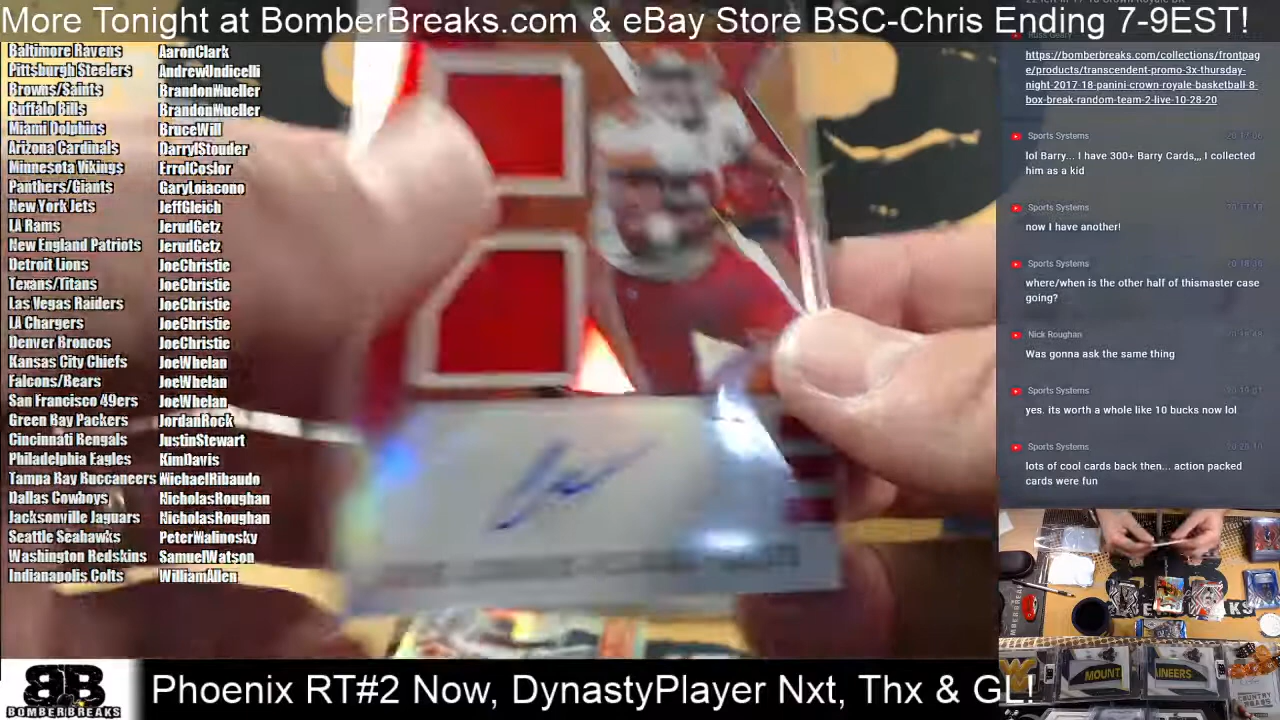 More Tonight at BomberBreaks.com & eBay Store BSC-Chris Ending 7-9EST!
Baltimore Ravens AaronClark
Pittsburgh Steelers AndrewUndicelli
Browns/Saints BrandonMueller
Buffalo Bills BrandonMueller
Miami Dolphins BruceWill
Arizona Cardinals DarrylStouder
Minnesota Vikings ErrolCoslor
Panthers/Giants GaryLoiacono
New York Jets JeffGleich
LA Rams JerudGetz
New England Patriots JerudGetz
Detroit Lions JoeChristie
Texans/Titans JoeChristie
Las Vegas Raiders JoeChristie
LA Chargers JoeChristie
Denver Broncos JoeChristie
Kansas City Chiefs JoeWhelan
Falcons/Bears JoeWhelan
San Francisco 49ers JoeWhelan
Green Bay Packers JordanRock
Cincinnati Bengals JustinStewart
Philadelphia Eagles KimDavis
Tampa Bay Buccaneers MichaelRibaudo
Dallas Cowboys NicholasRoughan
Jacksonville Jaguars NicholasRoughan
Seattle Seahawks PeterMalinosky
Washington Redskins SamuelWatson
Indianapolis Colts WilliamAllen
https://bomberbreaks.com/collections/frontpag
e/products/transcendent-promo-3x-thursday-
night-2017-18-panini-crown-royale-basketball-8-
box-break-random-team-2-live-10-28-20
Sports Systems
lol Barry... I have 300+ Barry Cards,,, I collected
him as a kid
Sports Systems
now I have another!
Sports Systems
where/when is the other half of thismaster case
going?
Nick Roughan
Was gonna ask the same thing
Sports Systems
yes. its worth a whole like 10 bucks now lol
Sports Systems
lots of cool cards back then... action packed
cards were fun
MOUNT AINEERS
BB
BOMBERBREAKS
Phoenix RT#2 Now, DynastyPlayer Nxt, Thx & GL!